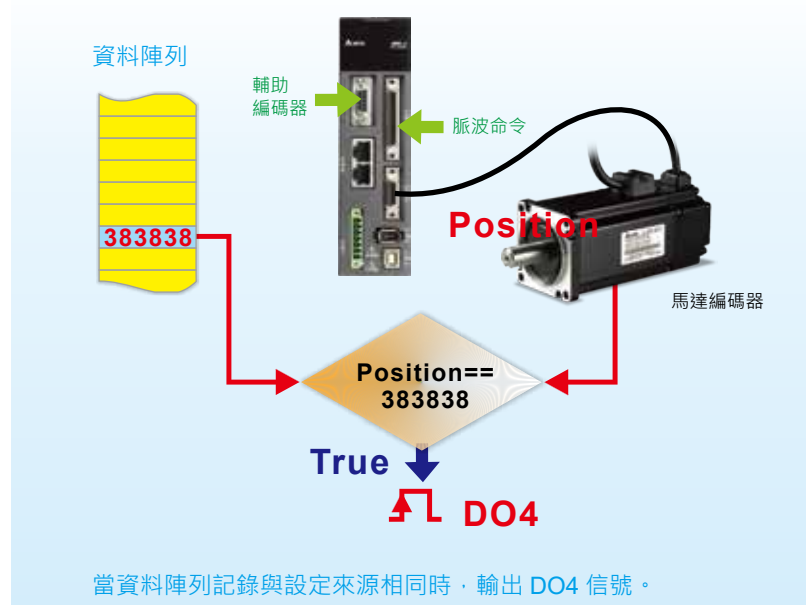 資料陣列
輔助
編碼器
脈波命令
383838
Position
馬達編碼器
Position==
383838
True
DO4
當資料陣列記錄與設定來源相同時，輸出 DO4 信號。